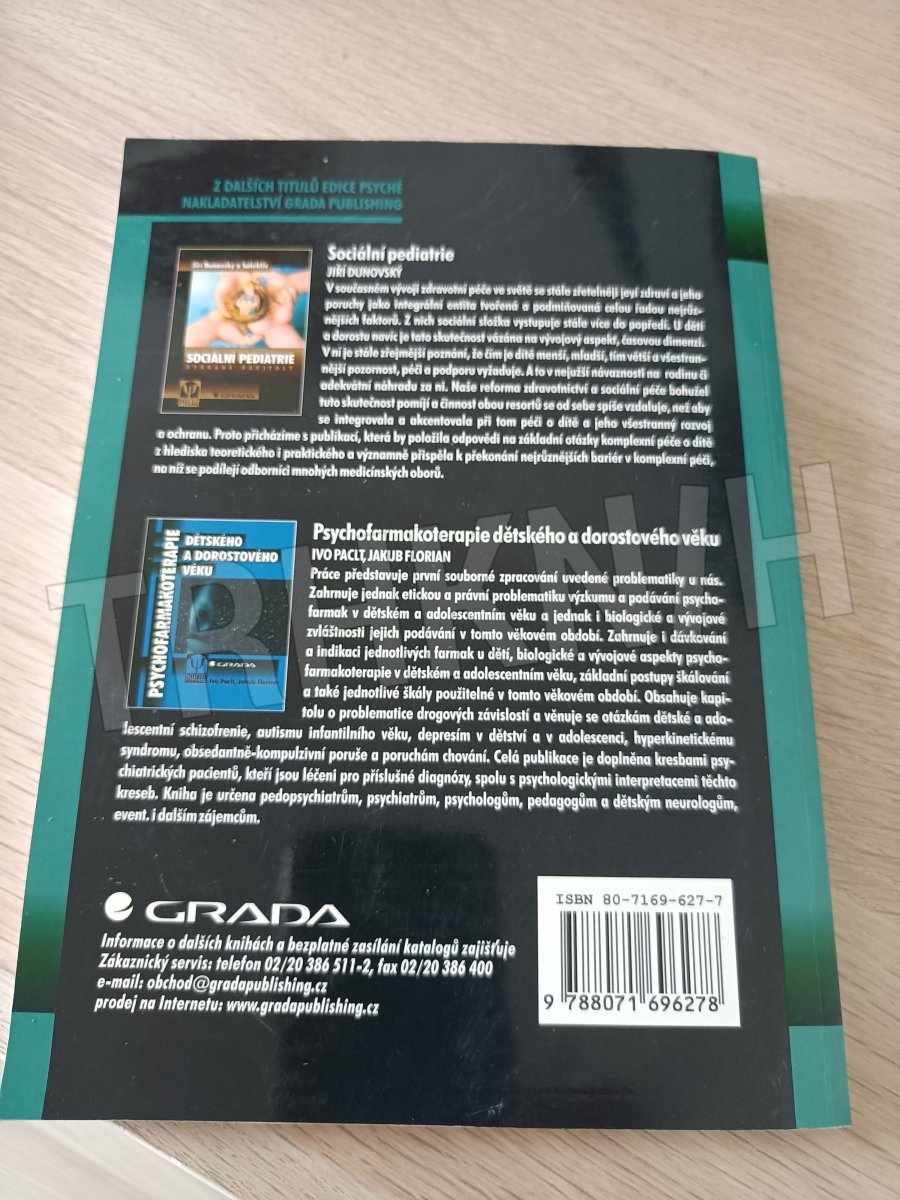 Z DALŠÍCH TITULŮ EDICE PSYCHÉ
NAKLADATELSTVÍ GRADA PUBLISHING
Jiří Dunovský a kolektiv
SOCIÁLNÍ PEDIATRIE
VYBRANÉ KAPITOLY
GRADA
Sociální pediatrie
JIŘÍ DUNOVSKÝ
V současném vývoji zdravotní péče ve světě se stále zřetelněji jeyí zdraví a jeho
poruchy jako integrální entita tvořená a podmiňovaná celou řadou nejrůz-
nějších faktorů. Z nich sociální složka vystupuje stále více do popředí. U dětí
a dorostu navíc je tato skutečnost vázána na vývojový aspekt, časovou dimenzi.
V ní je stále zřejmější poznání, že čím je dítě menší, mladší, tím větší a všestran-
nější pozornost, péči a podporu vyžaduje. A to v nejužší návaznosti na rodinu či
adekvátní náhradu za ni. Naše reforma zdravotnictví a sociální péče bohužel
tuto skutečnost pomíjí a činnost obou resortů se od sebe spíše vzdaluje, než aby
se integrovala a akcentovala při tom péči o dítě a jeho všestranný rozvoj
a ochranu. Proto přicházíme s publikací, která by položila odpovědi na základní otázky komplexní péče o dítě
z hlediska teoretického i praktického a významně přispěla k překonání nejrůznějších bariér v komplexní péči,
na níž se podílejí odborníci mnohých medicínských oborů.
PSYCHOFARMAKOTERAPIE
DĚTSKÉHO
A DOROSTOVÉHO
VĚKU
GRADA
Ivo Paclt, Jakub Florian
Psychofarmakoterapie dětského a dorostového věku
IVO PACLT, JAKUB FLORIAN
Práce představuje první souborné zpracování uvedené problematiky u nás.
Zahrnuje jednak etickou a právní problematiku výzkumu a podávání psycho-
farmak v dětském a adolescentním věku a jednak i biologické a vývojové
zvláštnosti jejich podávání v tomto věkovém období. Zahrnuje i dávkování
a indikaci jednotlivých farmak u dětí, biologické a vývojové aspekty psycho-
farmakoterapie v dětském a adolescentním věku, základní postupy škálování
a také jednotlivé škály použitelné v tomto věkovém období. Obsahuje kapi-
tolu o problematice drogových závislostí a věnuje se otázkám dětské a ado-
lescentní schizofrenie, autismu infantilního věku, depresím v dětství a v adolescenci, hyperkinetickému
syndromu, obsedantně-kompulzivní poruše a poruchám chování. Celá publikace je doplněna kresbami psy-
chiatrických pacientů, kteří jsou léčeni pro příslušné diagnózy, spolu s psychologickými interpretacemi těchto
kreseb. Kniha je určena pedopsychiatrům, psychiatrům, psychologům, pedagogům a dětským neurologům,
event. i dalším zájemcům.
GRADA
Informace o dalších knihách a bezplatné zasílání katalogů zajišťuje
Zákaznický servis: telefon 02/20 386 511-2, fax 02/20 386 400
e-mail: obchod@gradapublishing.cz
prodej na Internetu: www.gradapublishing.cz
ISBN 80-7169-627-7
9 788071 696278
TRHKNIH